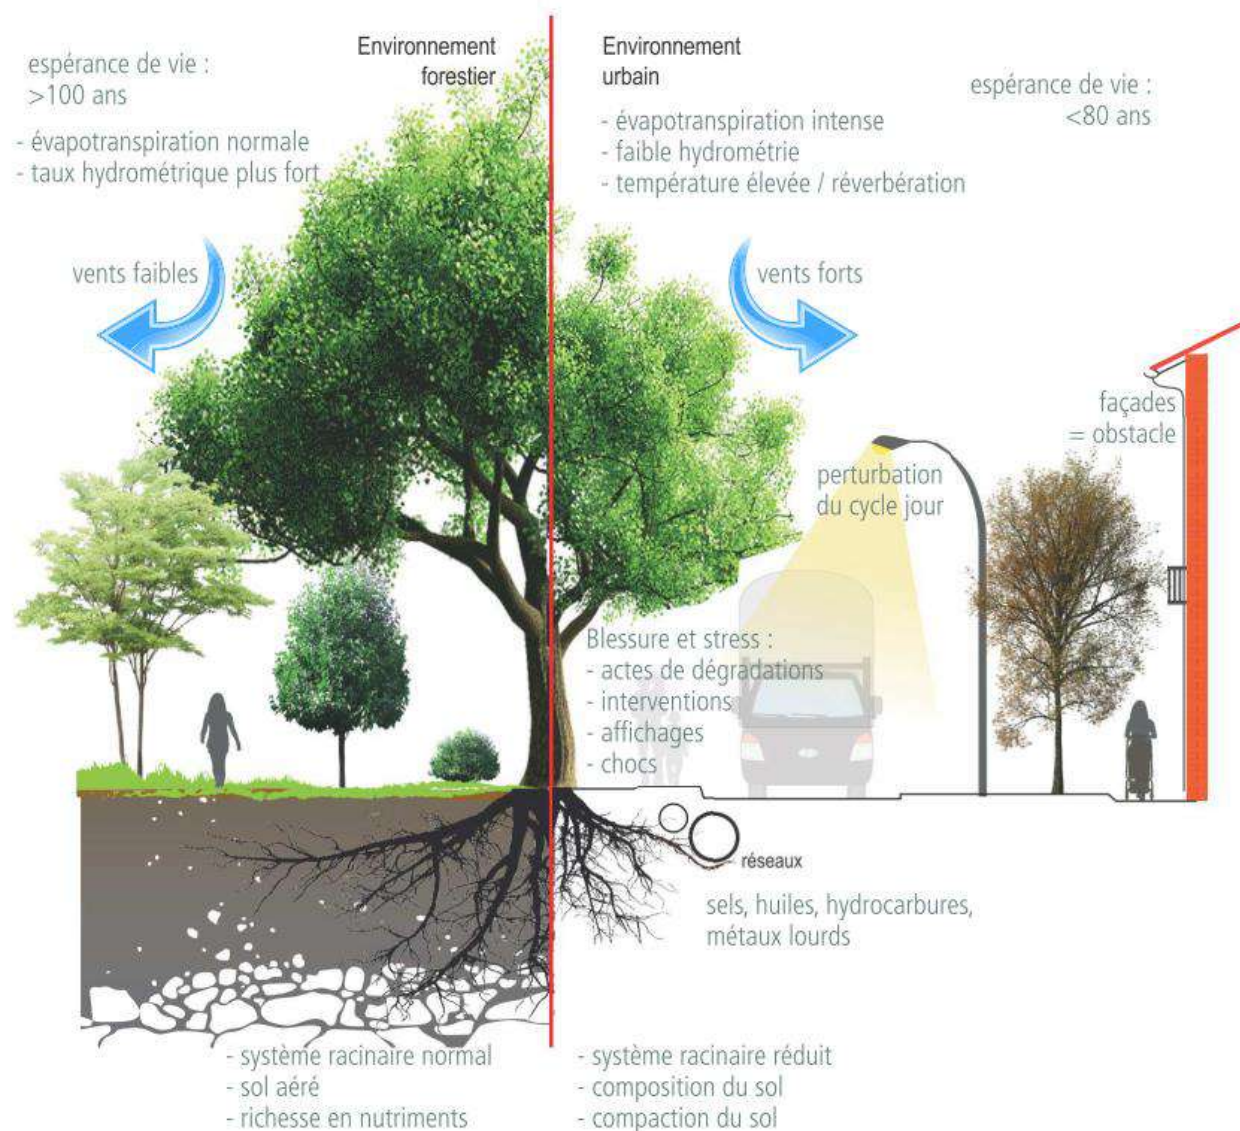 Environnement
forestier
espérance de vie :
>100 ans
- évapotranspiration normale
- taux hydrométrique plus fort
vents faibles
Environnement
urbain
espérance de vie :
<80 ans
- évapotranspiration intense
- faible hydrométrie
- température élevée / réverbération
vents forts
façades
= obstacle
perturbation
du cycle jour
Blessure et stress :
- actes de dégradations
- interventions
- affichages
- chocs
réseaux
sels, huiles, hydrocarbures,
métaux lourds
- système racinaire normal
- sol aéré
- richesse en nutriments
- système racinaire réduit
- composition du sol
- compaction du sol